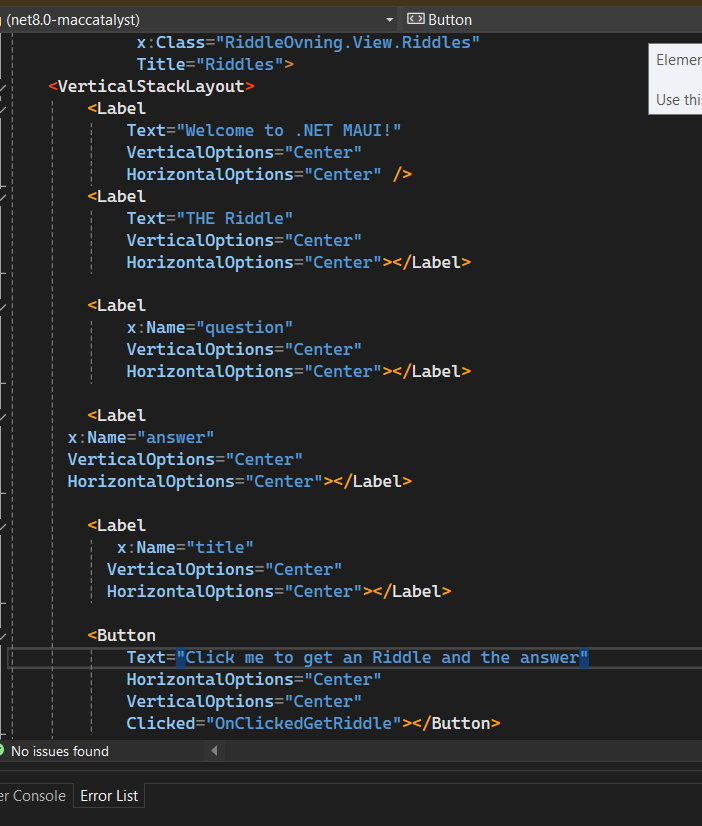 (net8.0-maccatalyst)
Button
x:Class="RiddleOvning.View.Riddles"
Title="Riddles">
<VerticalStackLayout>
<Label
Text="Welcome to .NET MAUI!"
VerticalOptions="Center"
HorizontalOptions="Center" />
<Label
Text="THE Riddle"
VerticalOptions="Center"
HorizontalOptions="Center"></Label>
<Label
x:Name="question"
VerticalOptions="Center"
HorizontalOptions="Center"></Label>
<Label
x:Name="answer"
VerticalOptions="Center"
HorizontalOptions="Center"></Label>
<Label
x:Name="title"
VerticalOptions="Center"
HorizontalOptions="Center"></Label>
<Button
Text="Click me to get an Riddle and the answer"
HorizontalOptions="Center"
VerticalOptions="Center"
Clicked="OnClickedGetRiddle"></Button>
Elemen
Use this
No issues found
er Console
Error List